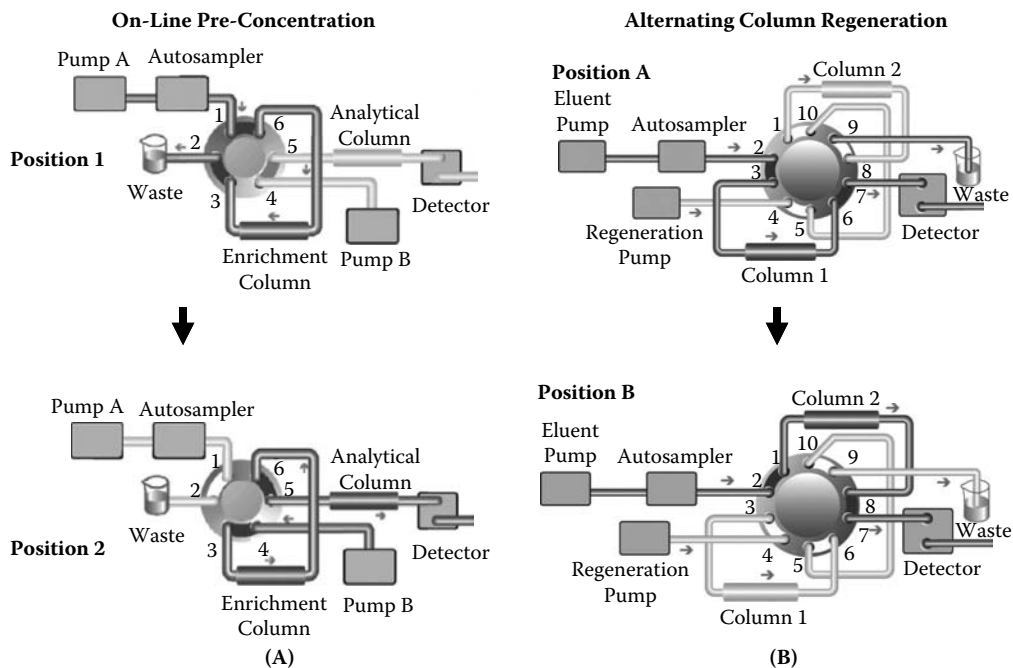 On-Line Pre-Concentration
Pump A
Autosampler
1
6
Analytical
Column
Position 1
2
5
Waste
3
4
Detector
Enrichment
Column
Pump B
Pump A
Autosampler
1
6
Analytical
Column
2
5
Waste
Position 2
3
4
Detector
Enrichment
Column
Pump B
(A)
Alternating Column Regeneration
Position A
Column 2
Eluent
Pump
Autosampler
1
10
9
2
3
8
Waste
4
5
6
7
Regeneration
Pump
Detector
Column 1
Position B
Column 2
Eluent
Pump
Autosampler
1
10
9
2
3
8
Waste
4
5
6
7
Regeneration
Pump
Detector
Column 1
(B)